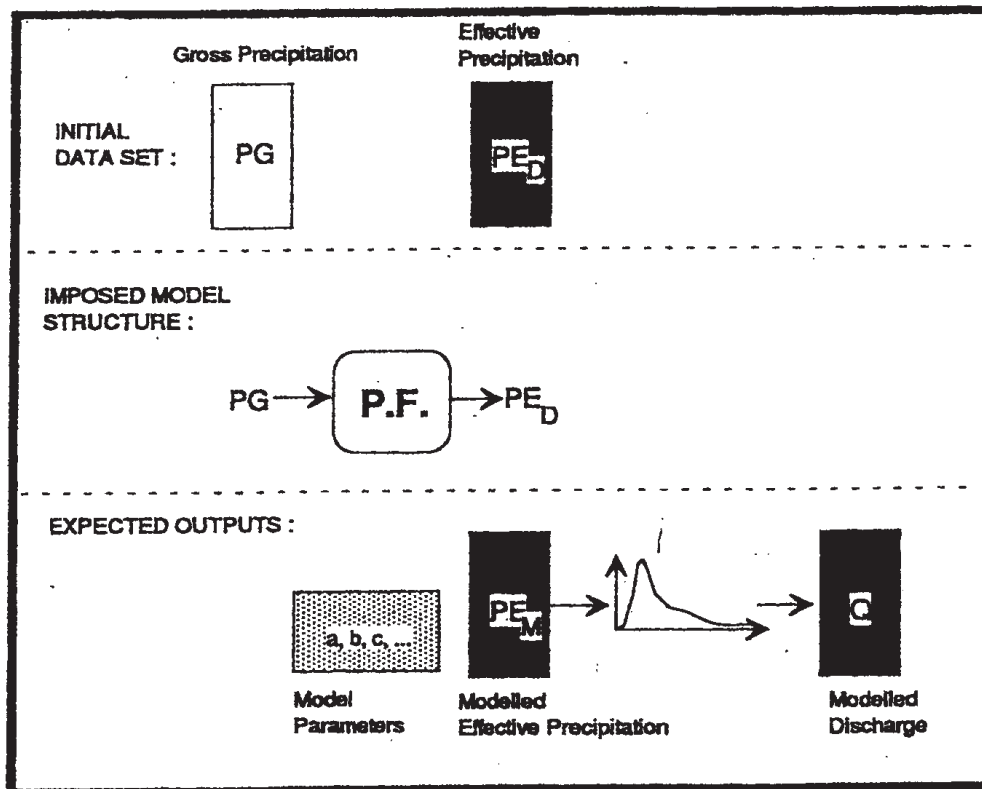 Gross Precipitation
Effective
Precipitation
INITIAL
DATA SET :
PG
PE_D
IMPOSED MODEL
STRUCTURE :
PG
P.F.
PE_D
EXPECTED OUTPUTS :
a, b, c, ...
PE_M
Q
Model
Parameters
Modelled
Effective Precipitation
Modelled
Discharge